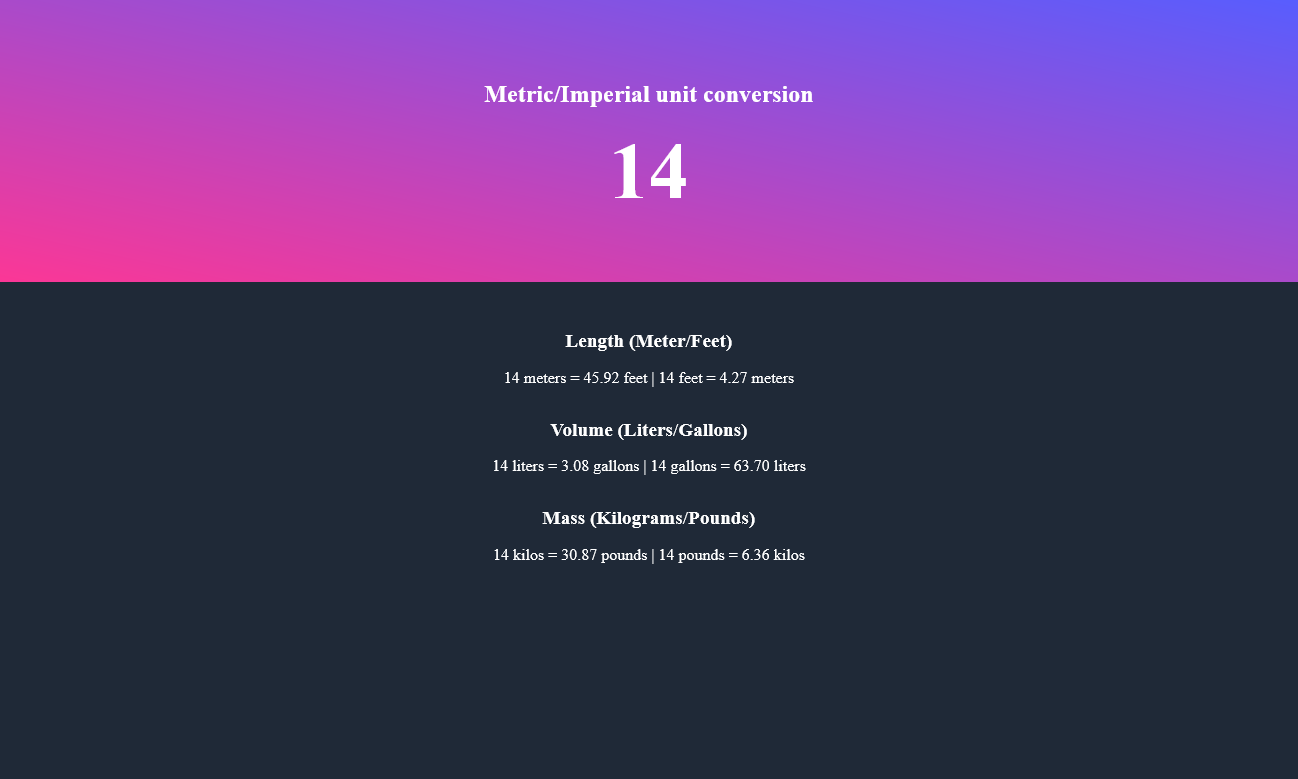 Metric/Imperial unit conversion
14
Length (Meter/Feet)
14 meters = 45.92 feet | 14 feet = 4.27 meters
Volume (Liters/Gallons)
14 liters = 3.08 gallons | 14 gallons = 63.70 liters
Mass (Kilograms/Pounds)
14 kilos = 30.87 pounds | 14 pounds = 6.36 kilos